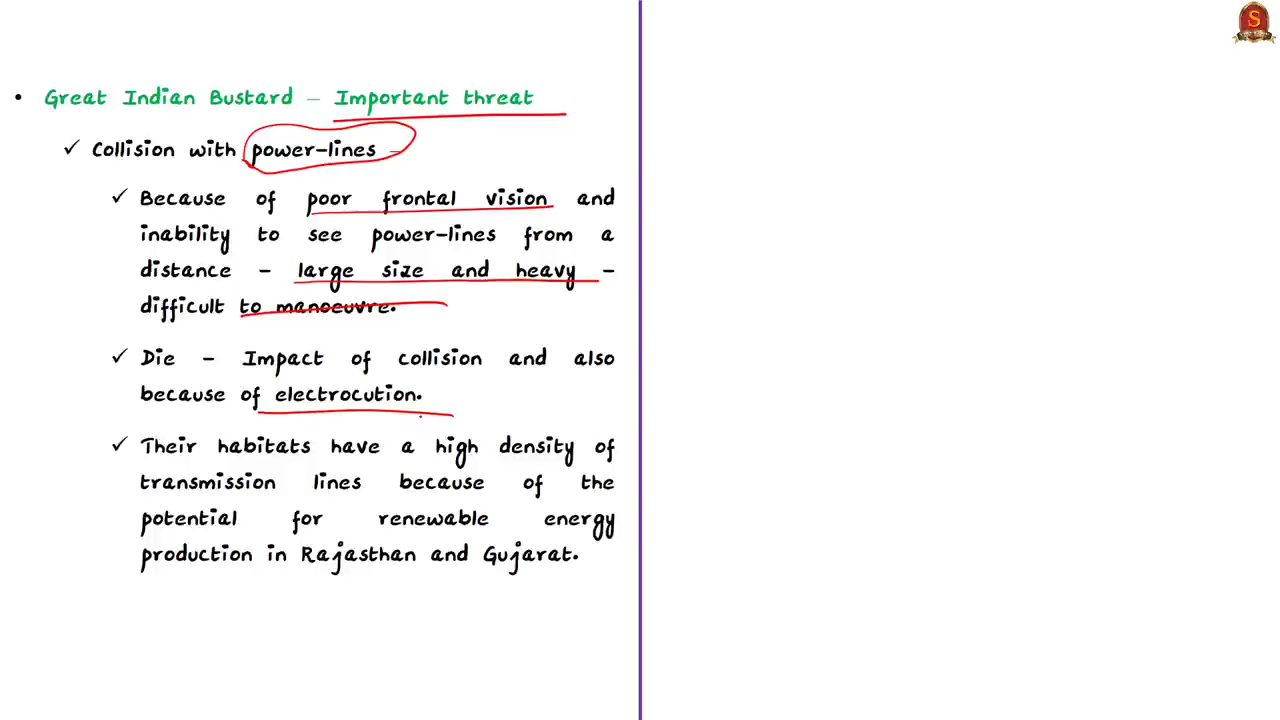 • Great Indian Bustard – Important threat
✓ Collision with power-lines –
✓ Because of poor frontal vision and
inability to see power-lines from a
distance – large size and heavy –
difficult to manoeuvre.
✓ Die – Impact of collision and also
because of electrocution.
✓ Their habitats have a high density of
transmission lines because of the
potential for renewable energy
production in Rajasthan and Gujarat.
S